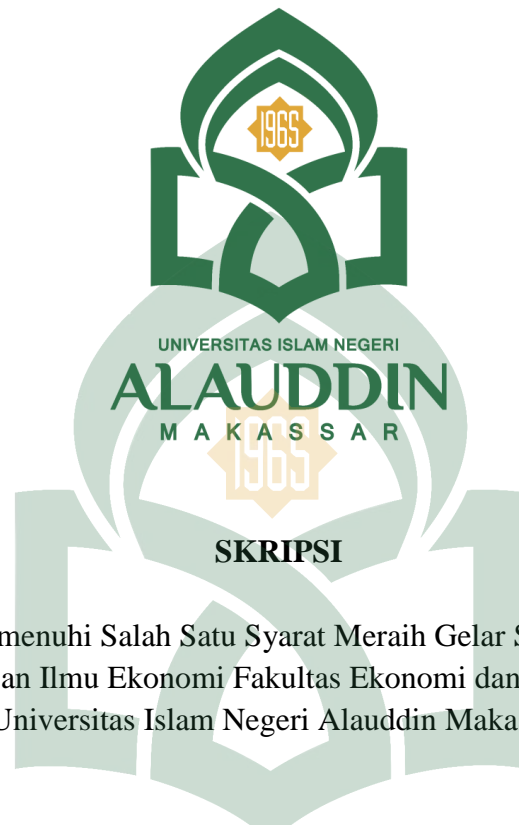 1965
UNIVERSITAS ISLAM NEGERI
ALAUDDIN
MAKASSAR
1965
SKRIPSI
menuhi Salah Satu Syarat Meraih Gelar S
an Ilmu Ekonomi Fakultas Ekonomi dan
Universitas Islam Negeri Alauddin Maka